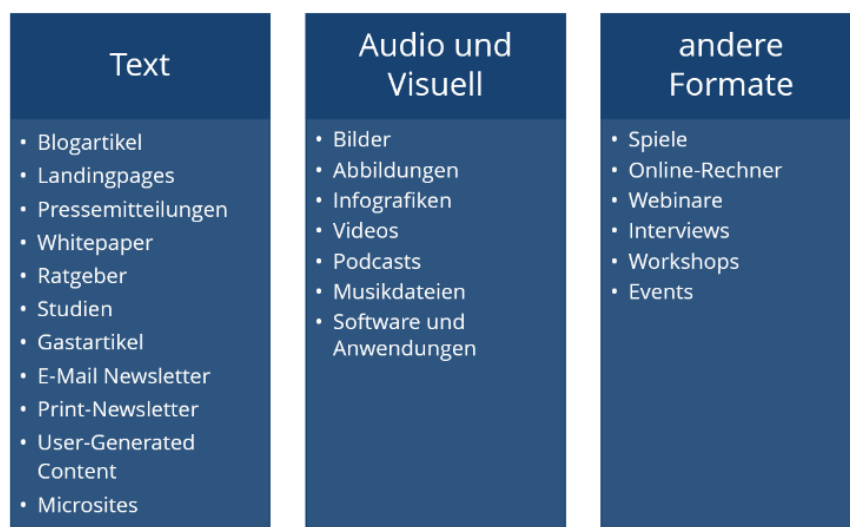 Text
• Blogartikel
• Landingpages
• Pressemitteilungen
• Whitepaper
• Ratgeber
• Studien
• Gastartikel
• E-Mail Newsletter
• Print-Newsletter
• User-Generated
Content
• Microsites
Audio und
Visuell
• Bilder
• Abbildungen
• Infografiken
• Videos
• Podcasts
• Musikdateien
• Software und
Anwendungen
andere
Formate
• Spiele
• Online-Rechner
• Webinare
• Interviews
• Workshops
• Events